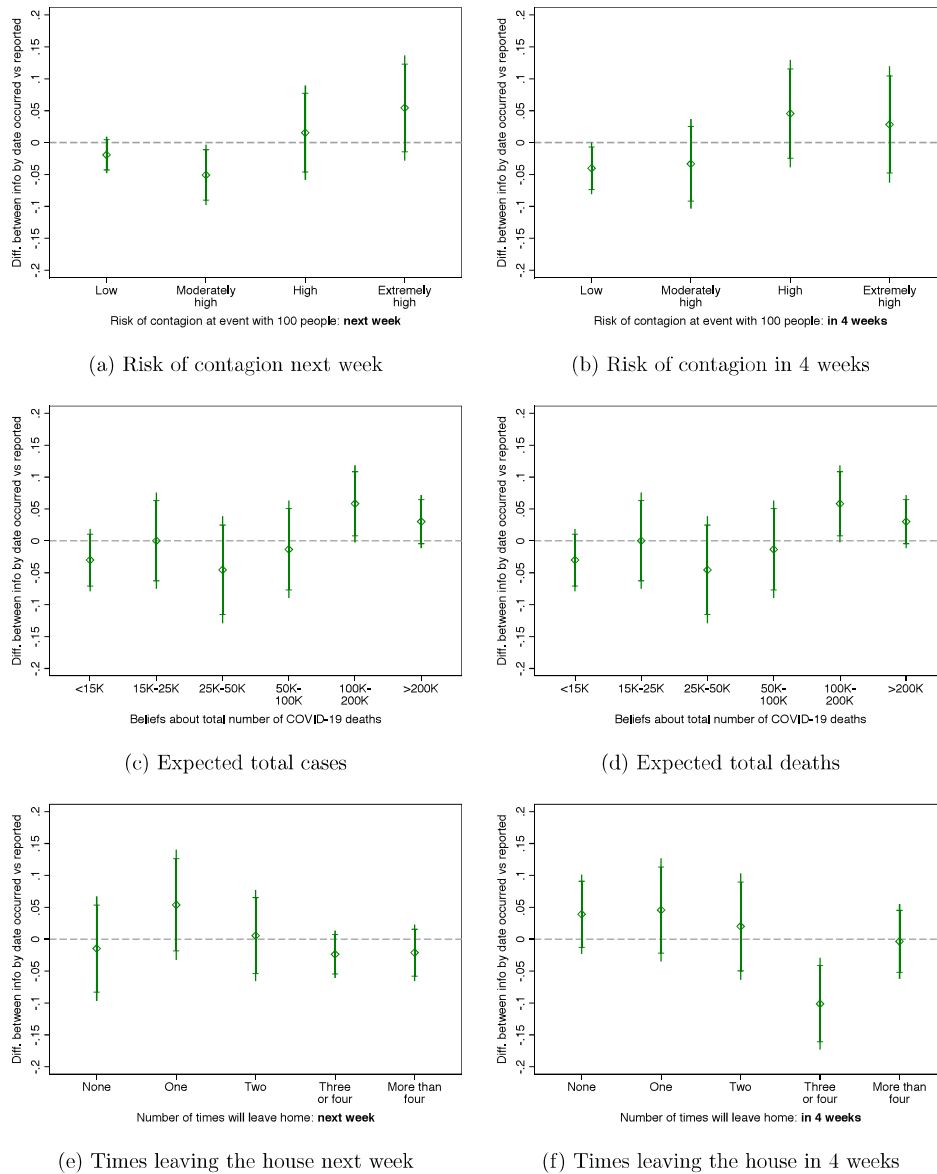 Diff. between info by date occurred vs reported
.2
.15
.1
.05
0
-.05
-.1
-.15
-.2
Low Moderately high High Extremely high
Risk of contagion at event with 100 people: next week
(a) Risk of contagion next week
Diff. between info by date occurred vs reported
.2
.15
.1
.05
0
-.05
-.1
-.15
-.2
Low Moderately high High Extremely high
Risk of contagion at event with 100 people: in 4 weeks
(b) Risk of contagion in 4 weeks
Diff. between info by date occurred vs reported
.2
.15
.1
.05
0
-.05
-.1
-.15
-.2
<15K 15K-25K 25K-50K 50K-100K 100K-200K >200K
Beliefs about total number of COVID-19 deaths
(c) Expected total cases
Diff. between info by date occurred vs reported
.2
.15
.1
.05
0
-.05
-.1
-.15
-.2
<15K 15K-25K 25K-50K 50K-100K 100K-200K >200K
Beliefs about total number of COVID-19 deaths
(d) Expected total deaths
Diff. between info by date occurred vs reported
.2
.15
.1
.05
0
-.05
-.1
-.15
-.2
None One Two Three or four More than four
Number of times will leave home: next week
(e) Times leaving the house next week
Diff. between info by date occurred vs reported
.2
.15
.1
.05
0
-.05
-.1
-.15
-.2
None One Two Three or four More than four
Number of times will leave home: in 4 weeks
(f) Times leaving the house in 4 weeks